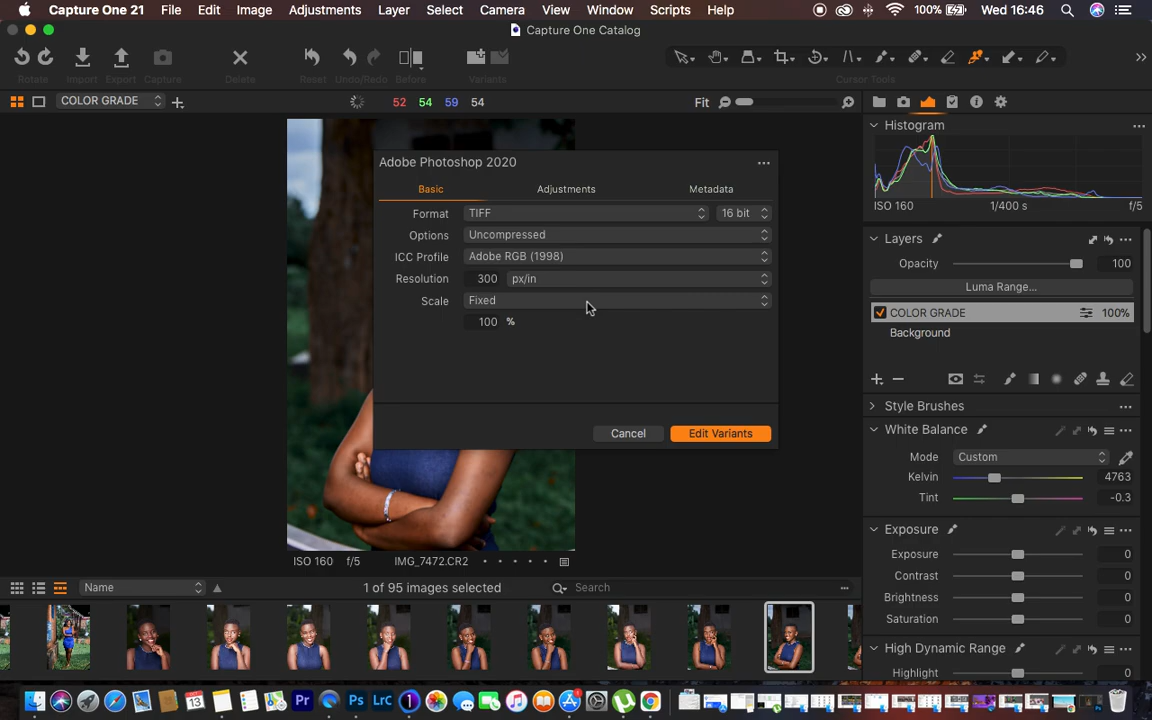 Capture One 21 File Edit Image Adjustments Layer Select Camera View Window Scripts Help 100% Wed 16:46
Capture One Catalog
Rotate Import Export Capture Delete Reset Undo/Redo Before Variants Cursor Tools
COLOR GRADE 52 54 59 54 Fit
Histogram
ISO 160 1/400 s f/5
Adobe Photoshop 2020
Basic Adjustments Metadata
Format TIFF 16 bit
Options Uncompressed
ICC Profile Adobe RGB (1998)
Resolution 300 px/in
Scale Fixed
100 %
Cancel Edit Variants
Layers
Opacity 100
Luma Range...
COLOR GRADE 100%
Background
Style Brushes
White Balance
Mode Custom
Kelvin 4763
Tint -0.3
Exposure
Exposure 0
Contrast 0
Brightness 0
Saturation 0
High Dynamic Range
Highlight 0
ISO 160 f/5 IMG_7472.CR2
Name 1 of 95 images selected Search
13 Pr Ps LrC 1